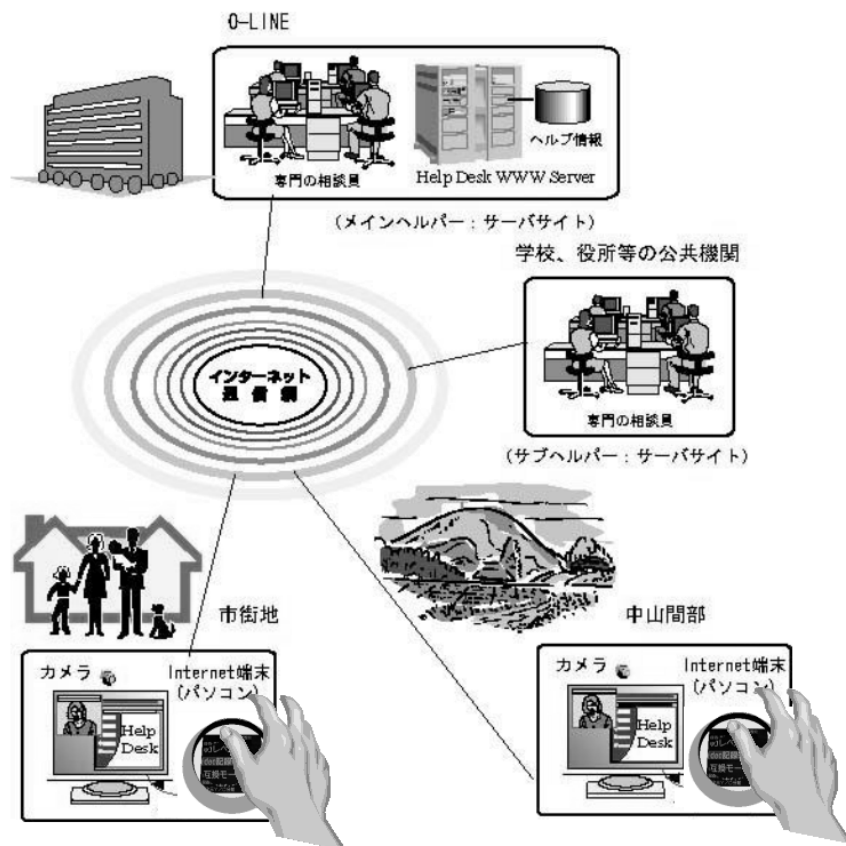 O-LINE
専門の相談員
ヘルプ情報
Help Desk WWW Server
(メインヘルパー：サーバサイト)
学校、役所等の公共機関
インターネット
通信網
専門の相談員
(サブヘルパー：サーバサイト)
市街地
中山間部
カメラ
Internet端末
(パソコン)
Help
Desk
カメラ
Internet端末
(パソコン)
Help
Desk